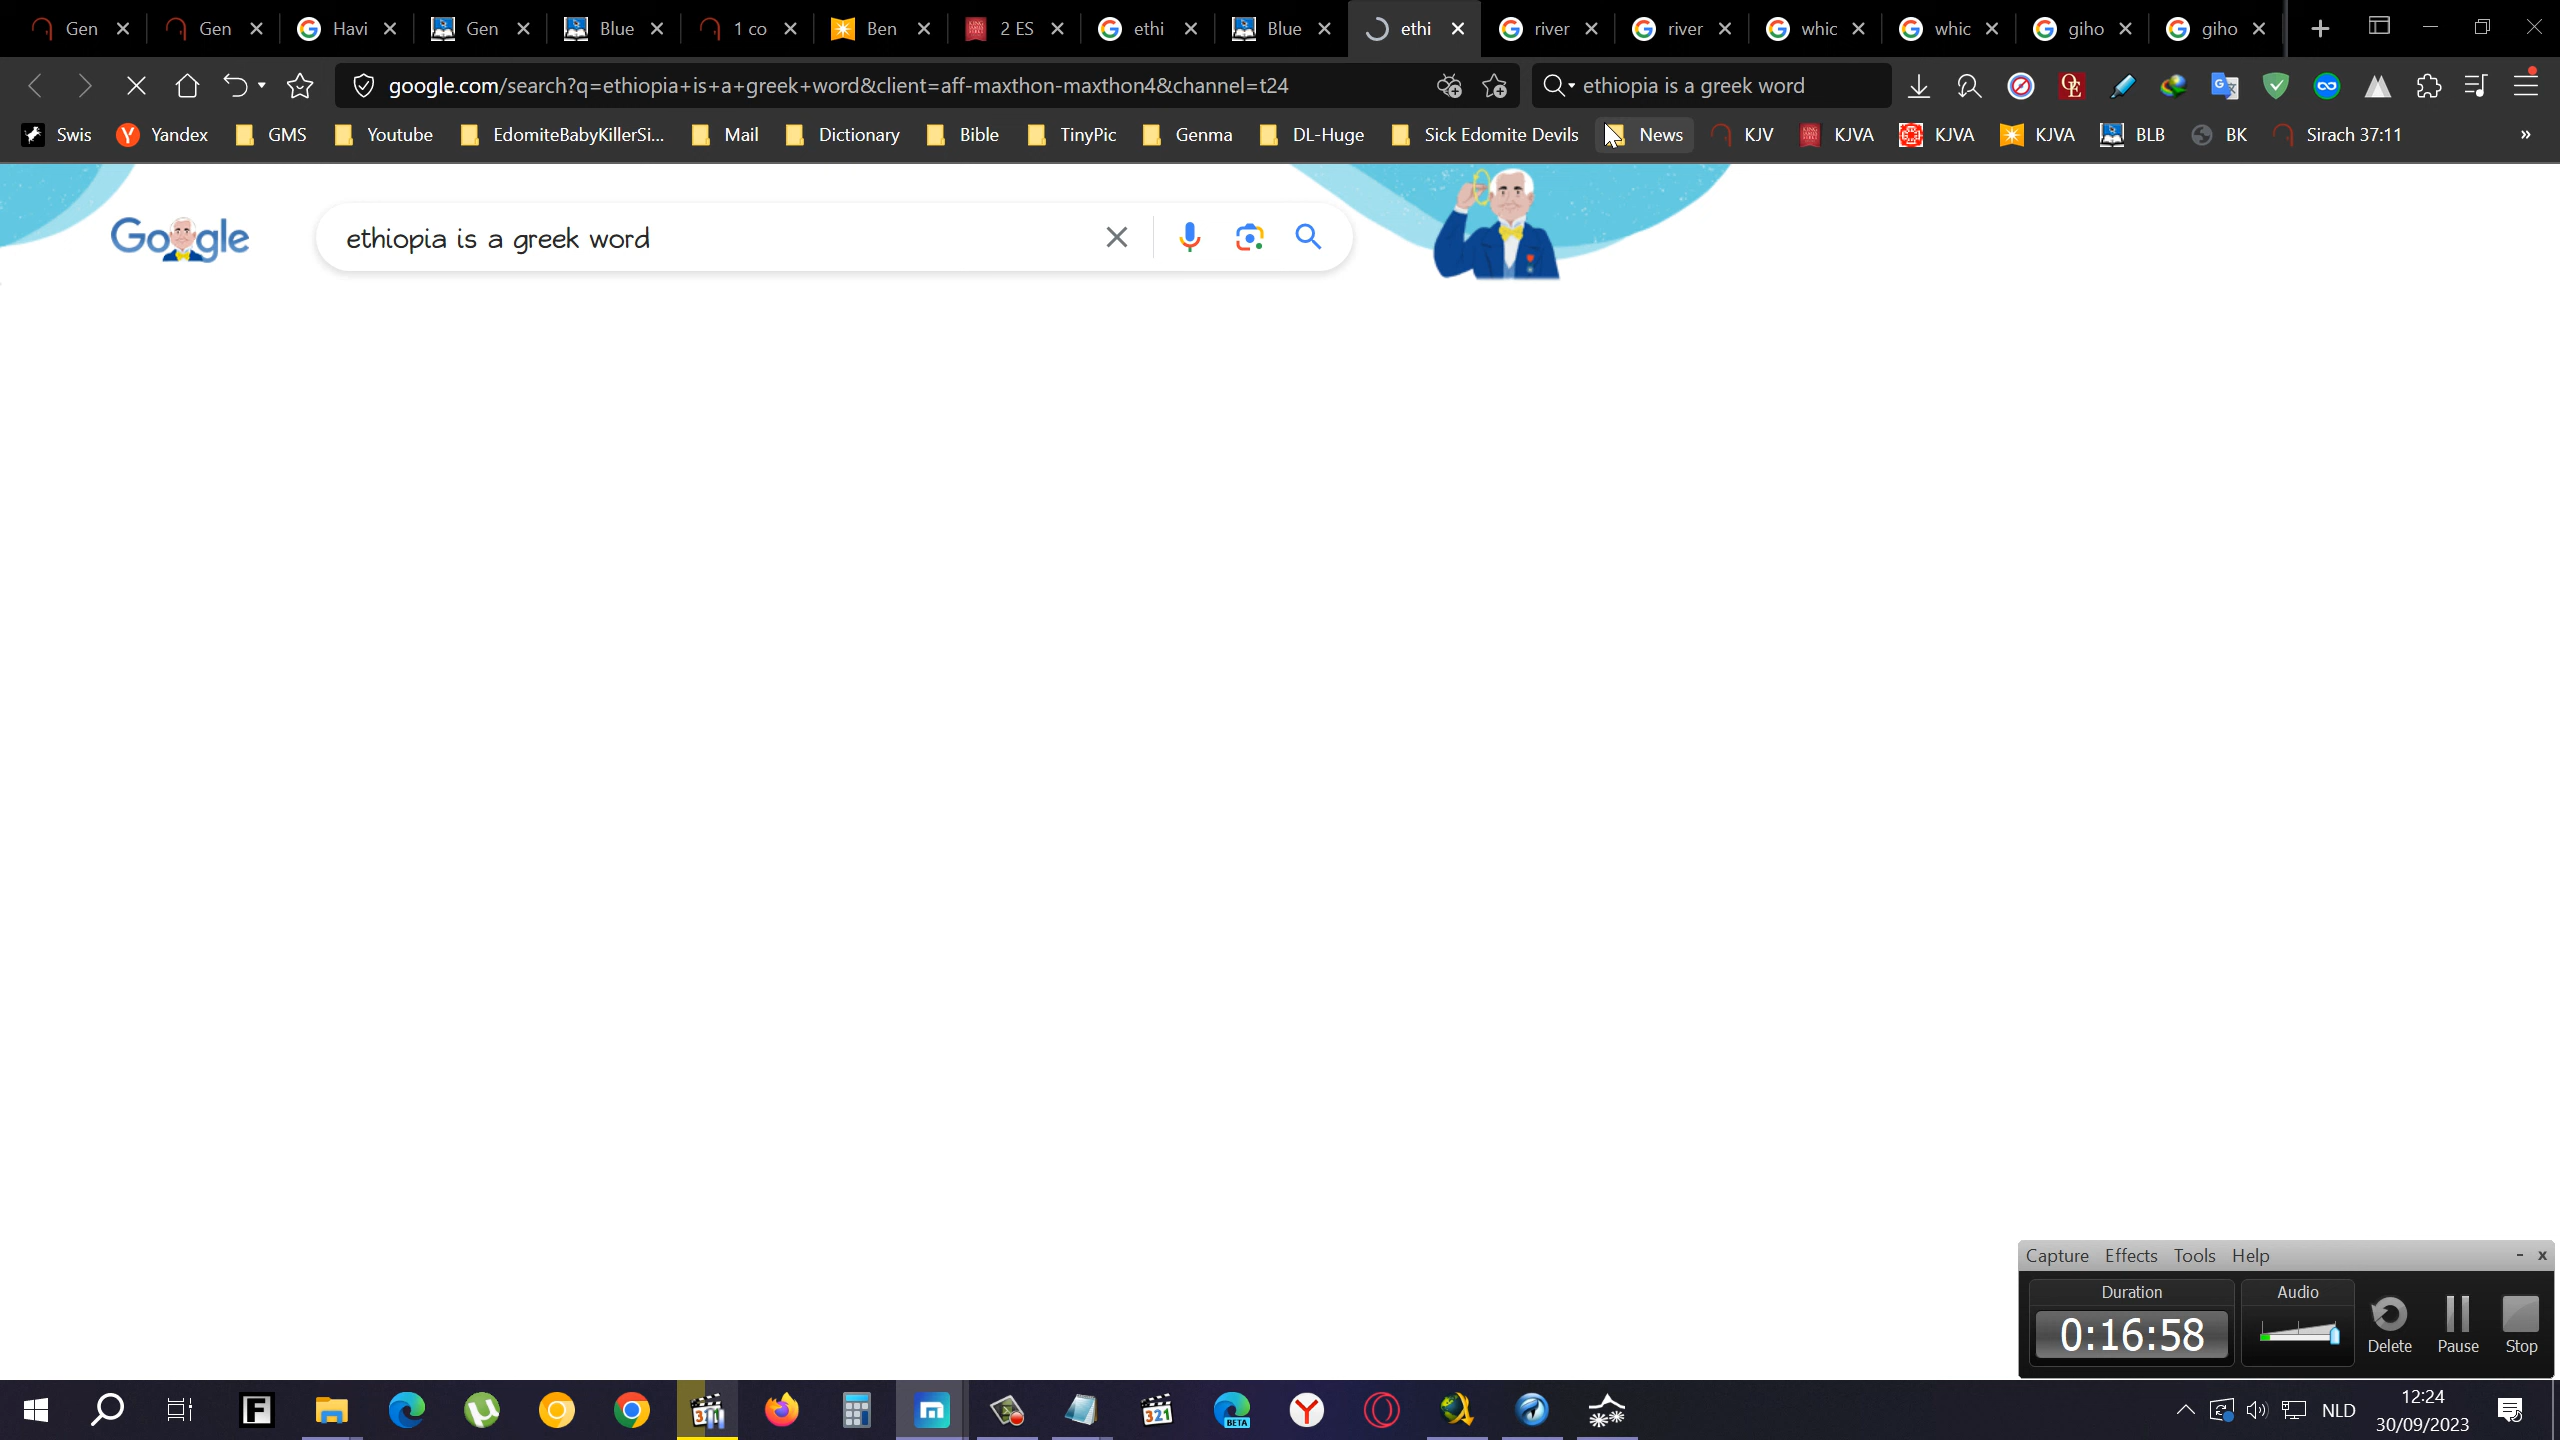 Gen Gen Havi Gen Blue 1 co Ben 2 ES ethi Blue ethi river river whic whic giho giho
google.com/search?q=ethiopia+is+a+greek+word&client=aff-maxthon-maxthon4&channel=t24 ethiopia is a greek word
Swis Yandex GMS Youtube EdomiteBabyKillerSi... Mail Dictionary Bible TinyPic Genma DL-Huge Sick Edomite Devils News KJV KJVA KJVA KJVA BLB BK Sirach 37:11 »
Google ethiopia is a greek word
Capture Effects Tools Help
Duration Audio
0:16:58
Delete Pause Stop
NLD 12:24
30/09/2023